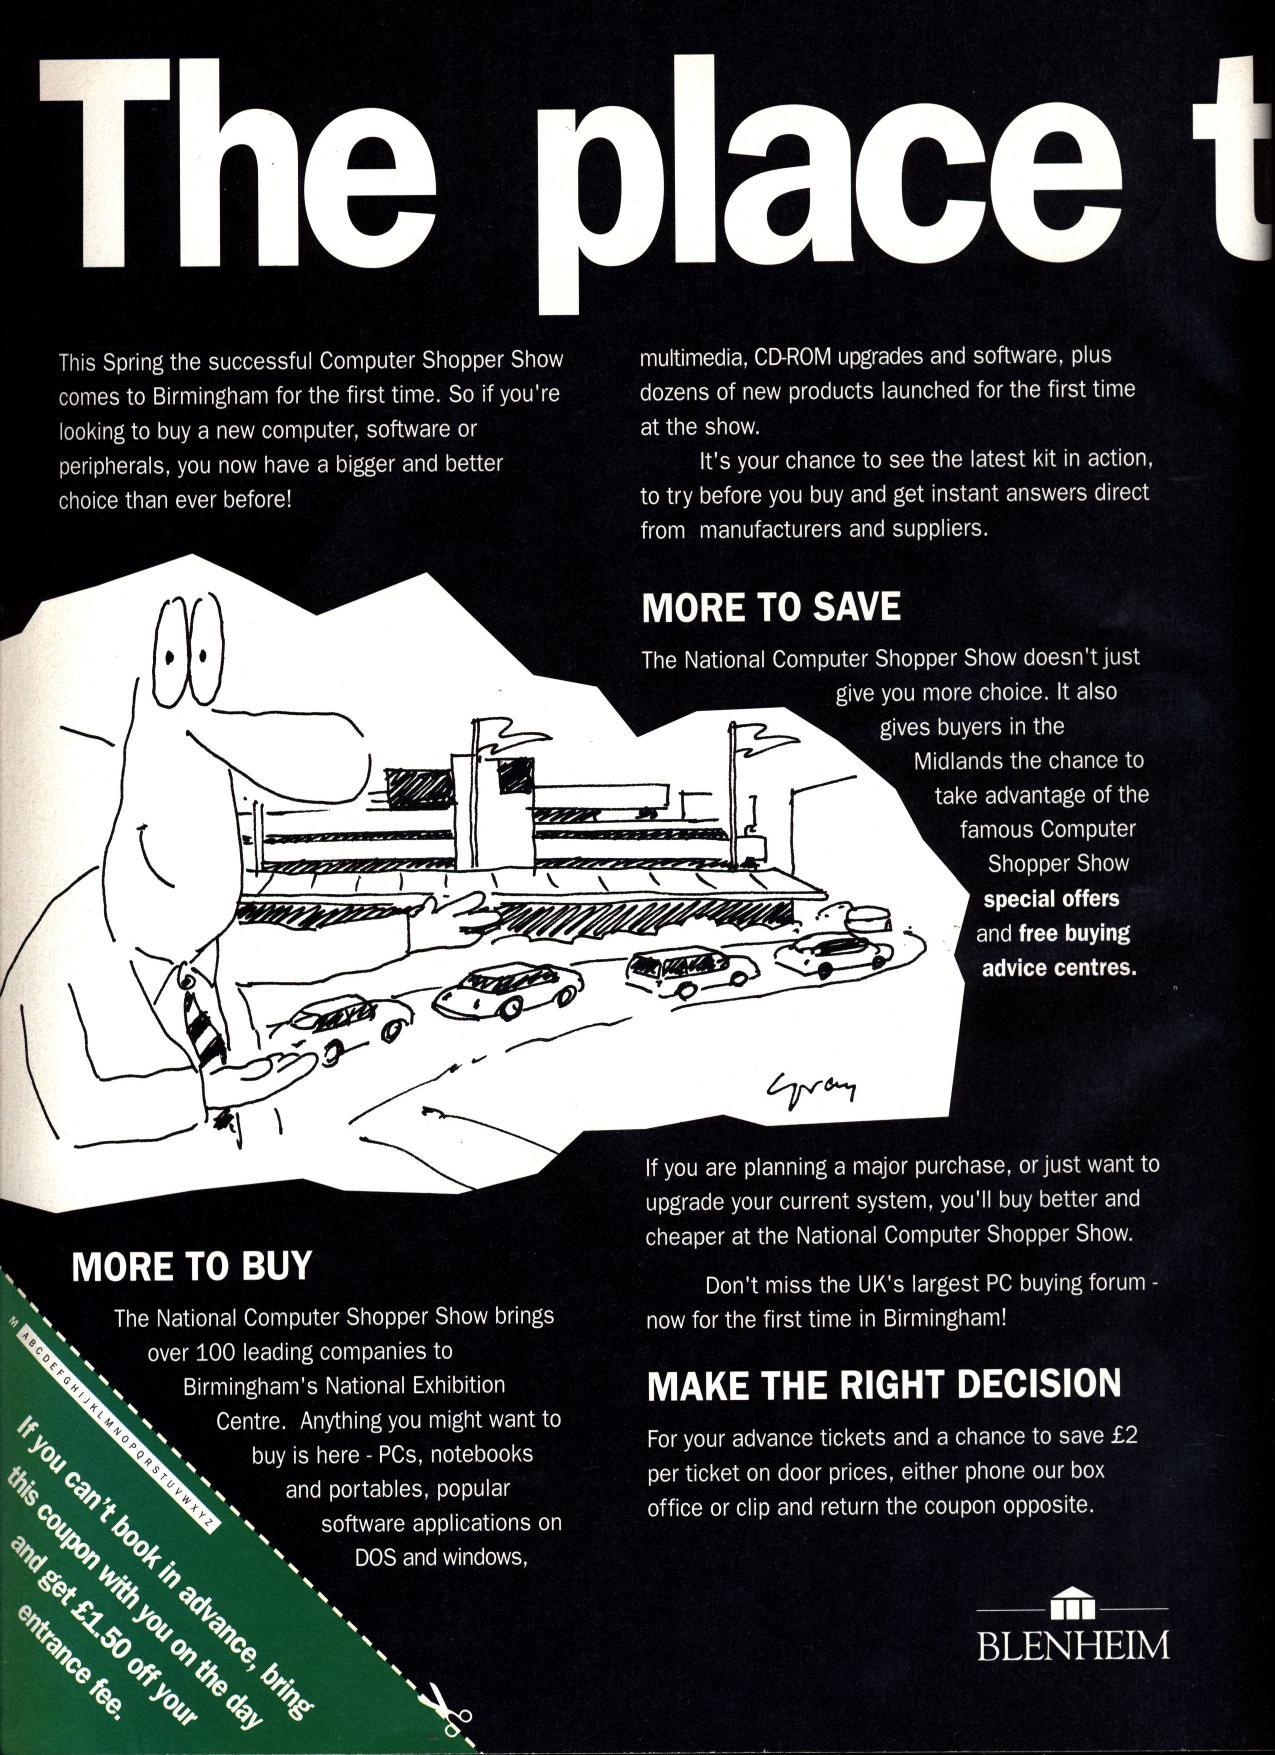 The place t
This Spring the successful Computer Shopper Show
comes to Birmingham for the first time. So if you're
looking to buy a new computer, software or
peripherals, you now have a bigger and better
choice than ever before!
MORE TO BUY
The National Computer Shopper Show brings
over 100 leading companies to
Birmingham's National Exhibition
Centre. Anything you might want to
buy is here - PCs, notebooks
and portables, popular
software applications on
DOS and windows,
multimedia, CD-ROM upgrades and software, plus
dozens of new products launched for the first time
at the show.
It's your chance to see the latest kit in action,
to try before you buy and get instant answers direct
from manufacturers and suppliers.
MORE TO SAVE
The National Computer Shopper Show doesn't just
give you more choice. It also
gives buyers in the
Midlands the chance to
take advantage of the
famous Computer
Shopper Show
special offers
and free buying
advice centres.
Gray
If you are planning a major purchase, or just want to
upgrade your current system, you'll buy better and
cheaper at the National Computer Shopper Show.
Don't miss the UK's largest PC buying forum -
now for the first time in Birmingham!
MAKE THE RIGHT DECISION
For your advance tickets and a chance to save £2
per ticket on door prices, either phone our box
office or clip and return the coupon opposite.
M ABCDEFGHIJKLMNOPQRSTUVWXYZ
If you can't book in advance, bring
this coupon with you on the day
and get £1.50 off your
entrance fee.
BLENHEIM